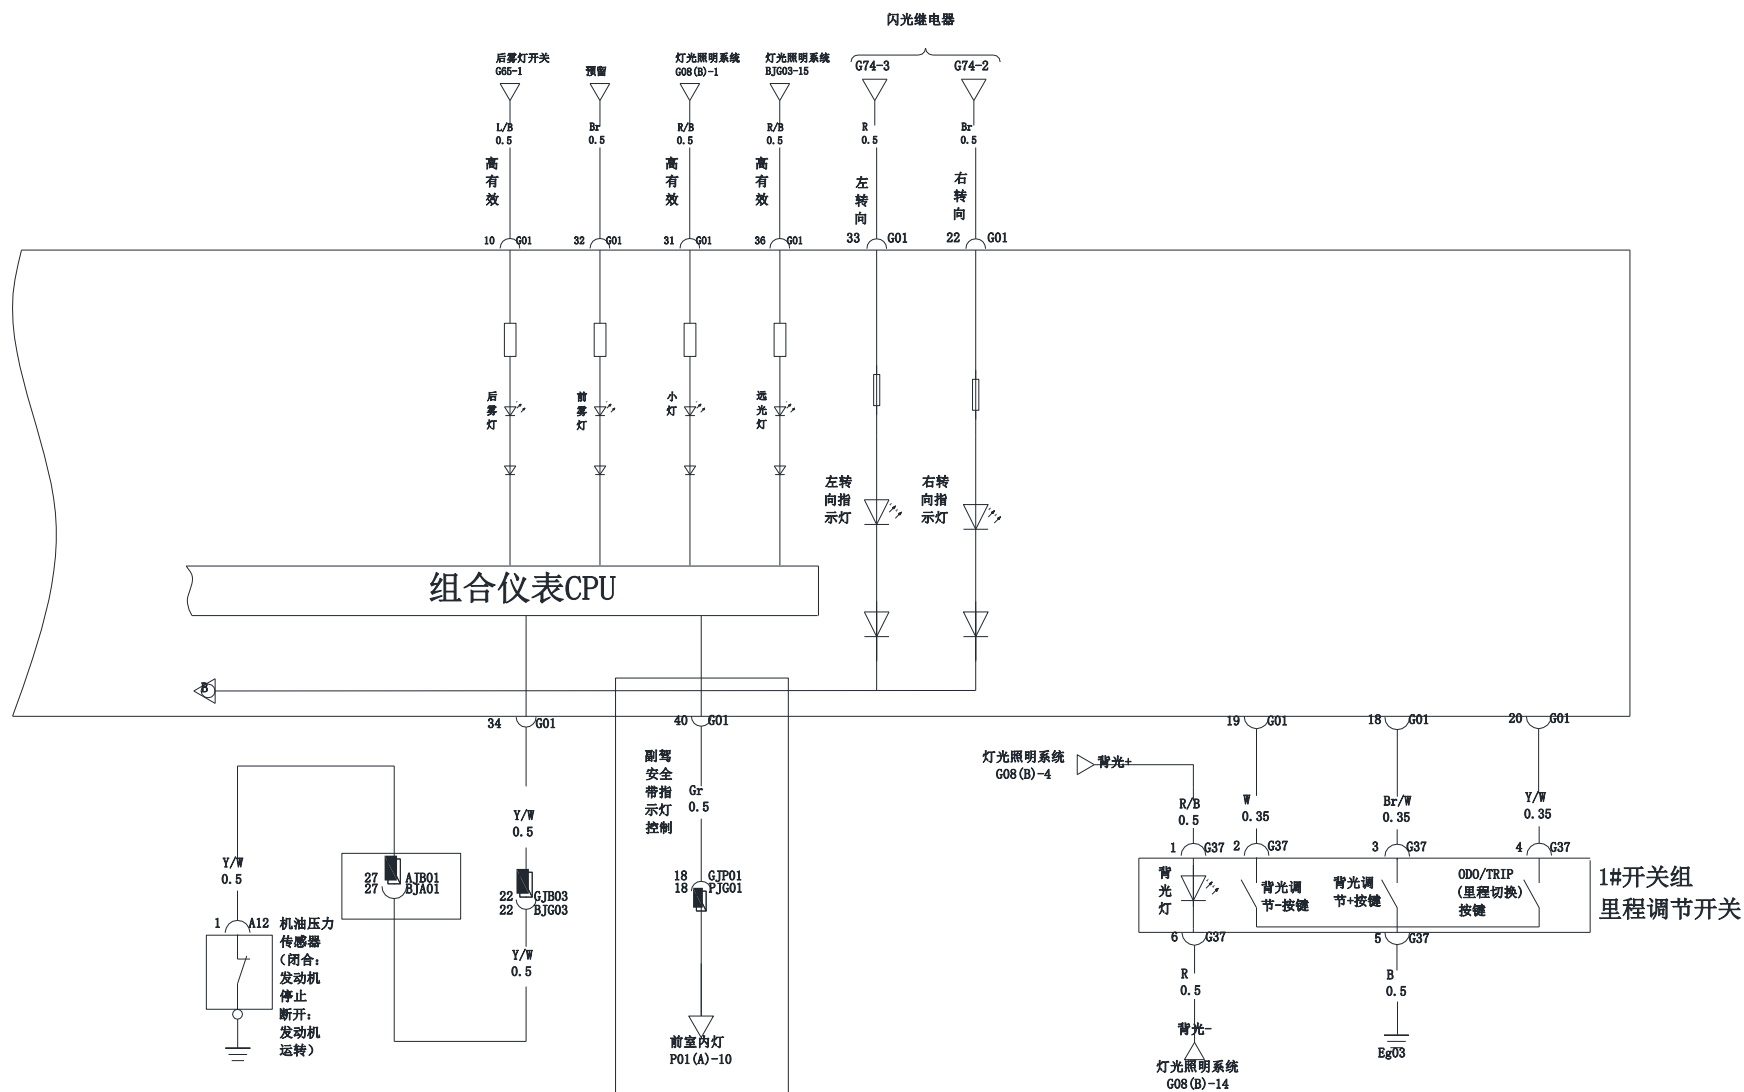 闪光继电器
后雾灯开关
G65-1
预留
灯光照明系统
G08(B)-1
灯光照明系统
BJG03-15
G74-3
G74-2
L/B
0.5
Br
0.5
R/B
0.5
R/B
0.5
R
0.5
Br
0.5
高有效
高有效
高有效
左转向
右转向
10 G01
32 G01
31 G01
36 G01
33 G01
22 G01
后雾灯
前雾灯
小灯
远光灯
左转
向指
示灯
右转
向指
示灯
组合仪表CPU
B
34 G01
40 G01
19 G01
18 G01
20 G01
副驾
安全
带指
示灯
控制
Gr
0.5
灯光照明系统
G08(B)-4
背光+
Y/W
0.5
R/B
0.5
W
0.35
Br/W
0.35
Y/W
0.35
1 G37
2 G37
3 G37
4 G37
Y/W
0.5
27 AJB01
27 BJA01
22 GJB03
22 BJG03
18 GJP01
18 PJG01
背光灯
背光调
节-按键
背光调
节+按键
ODO/TRIP
(里程切换)
按键
1#开关组
里程调节开关
1 A12
机油压力
传感器
(闭合:
发动机
停止
断开:
发动机
运转)
Y/W
0.5
6 G37
5 G37
R
0.5
B
0.5
背光-
Eg03
前室内灯
P01(A)-10
灯光照明系统
G08(B)-14